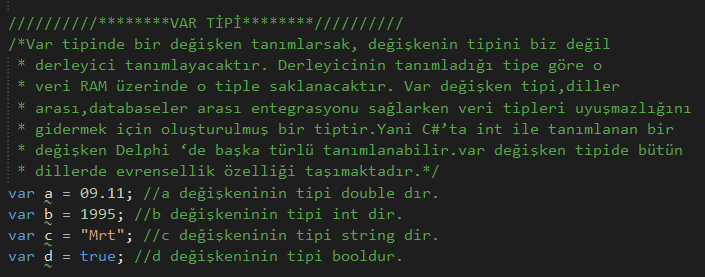 //////////********VAR TİPİ********//////////
/*Var tipinde bir değişken tanımlarsak, değişkenin tipini biz değil
* derleyici tanımlayacaktır. Derleyicinin tanımladığı tipe göre o
* veri RAM üzerinde o tiple saklanacaktır. Var değişken tipi,diller
* arası,databaseler arası entegrasyonu sağlarken veri tipleri uyuşmazlığını
* gidermek için oluşturulmuş bir tiptir.Yani C#’ta int ile tanımlanan bir
* değişken Delphi ‘de başka türlü tanımlanabilir.var değişken tipide bütün
* dillerde evrensellik özelliği taşımaktadır.*/
var a = 09.11; //a değişkeninin tipi double dır.
var b = 1995; //b değişkeninin tipi int dir.
var c = "Mrt"; //c değişkeninin tipi string dir.
var d = true; //d değişkeninin tipi booldur.